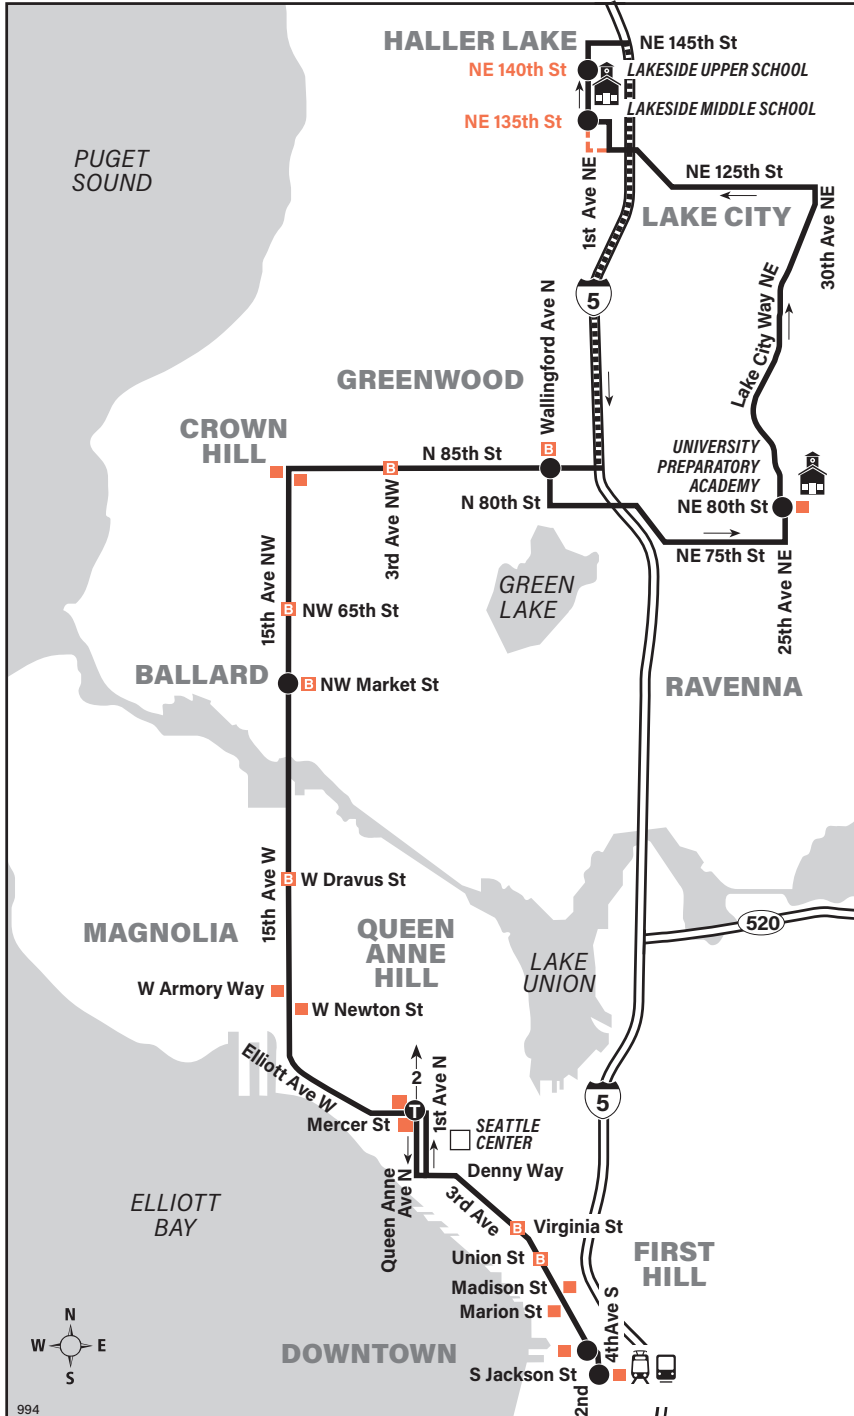 HALLER LAKE
NE 145th St
NE 140th St
LAKESIDE UPPER SCHOOL
LAKESIDE MIDDLE SCHOOL
NE 135th St
PUGET
SOUND
1st Ave NE
NE 125th St
LAKE CITY
30th Ave NE
5
Lake City Way NE
Wallingford Ave N
GREENWOOD
CROWN
HILL
N 85th St
B
B
UNIVERSITY
PREPARATORY
ACADEMY
NE 80th St
N 80th St
3rd Ave NW
NE 75th St
25th Ave NE
15th Ave NW
GREEN
LAKE
B
NW 65th St
BALLARD
B
NW Market St
RAVENNA
15th Ave W
B
W Dravus St
MAGNOLIA
QUEEN
ANNE
HILL
520
LAKE
UNION
W Armory Way
W Newton St
Elliott Ave W
2
1st Ave N
5
T
Mercer St
SEATTLE
CENTER
Queen Anne
Ave N
Denny Way
3rd Ave
ELLIOTT
BAY
B
Virginia St
Union St
B
FIRST
HILL
Madison St
Marion St
4thAve S
DOWNTOWN
S Jackson St
2nd
N
W
E
S
994